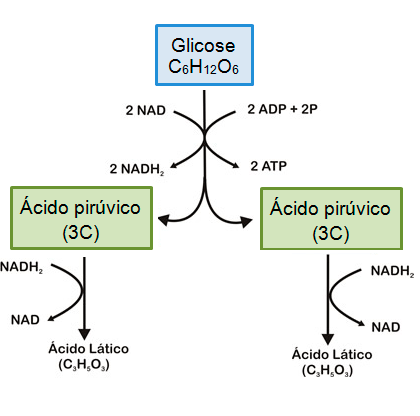 Glicose
C₆H₁₂O₆
2 NAD
2 ADP + 2P
2 NADH₂
2 ATP
Ácido pirúvico
(3C)
Ácido pirúvico
(3C)
NADH₂
NAD
Ácido Lático
(C₃H₅O₃)
NADH₂
NAD
Ácido Lático
(C₃H₅O₃)